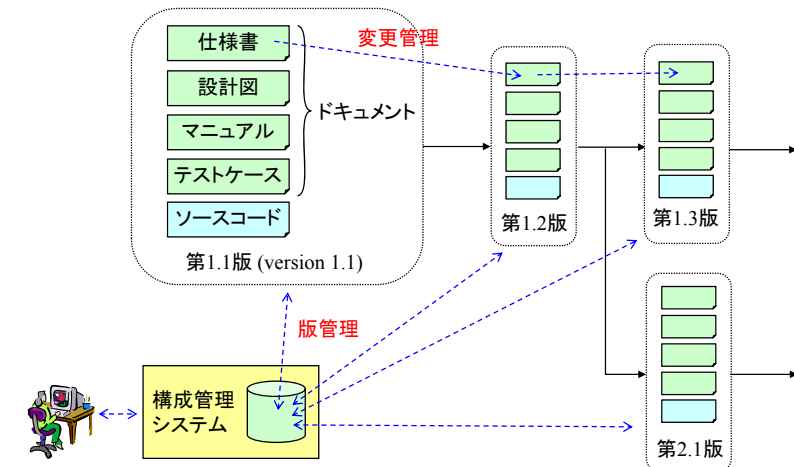 仕様書
変更管理
設計図
ドキュメント
マニュアル
テストケース
ソースコード
第1.1版 (version 1.1)
第1.2版
第1.3版
版管理
構成管理
システム
第2.1版